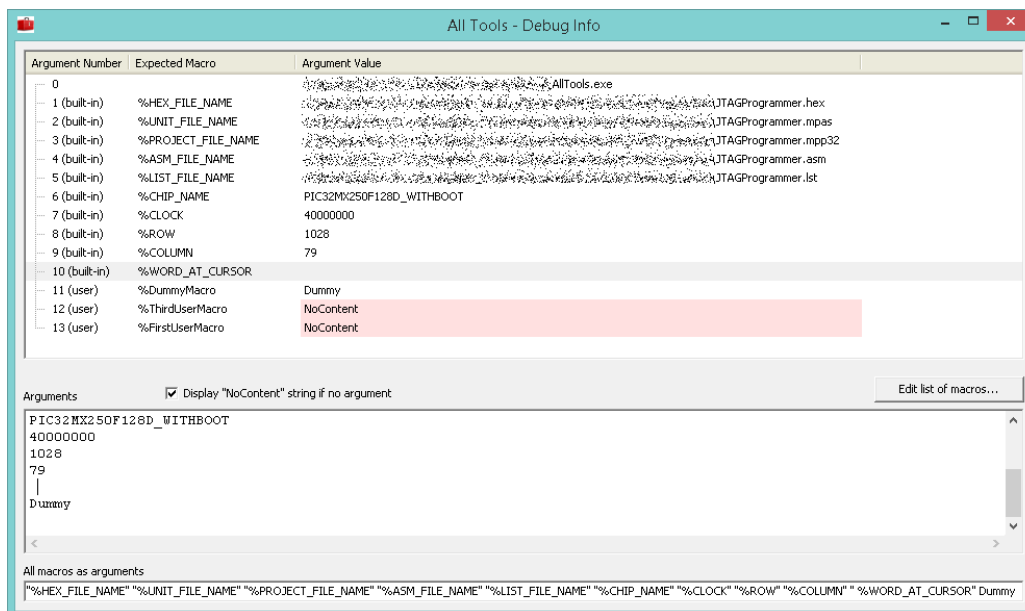 All Tools - Debug Info
Argument Number Expected Macro Argument Value
0 AllTools.exe
1 (built-in) %HEX_FILE_NAME \JTAGProgrammer.hex
2 (built-in) %UNIT_FILE_NAME \JTAGProgrammer.mpas
3 (built-in) %PROJECT_FILE_NAME \JTAGProgrammer.mpp32
4 (built-in) %ASM_FILE_NAME \JTAGProgrammer.asm
5 (built-in) %LIST_FILE_NAME \JTAGProgrammer.lst
6 (built-in) %CHIP_NAME PIC32MX250F128D_WITHBOOT
7 (built-in) %CLOCK 40000000
8 (built-in) %ROW 1028
9 (built-in) %COLUMN 79
10 (built-in) %WORD_AT_CURSOR
11 (user) %DummyMacro Dummy
12 (user) %ThirdUserMacro NoContent
13 (user) %FirstUserMacro NoContent
Arguments Display "NoContent" string if no argument Edit list of macros...
PIC32MX250F128D_WITHBOOT
40000000
1028
79
Dummy
All macros as arguments
"%HEX_FILE_NAME" "%UNIT_FILE_NAME" "%PROJECT_FILE_NAME" "%ASM_FILE_NAME" "%LIST_FILE_NAME" "%CHIP_NAME" "%CLOCK" "%ROW" "%COLUMN" " %WORD_AT_CURSOR" Dummy